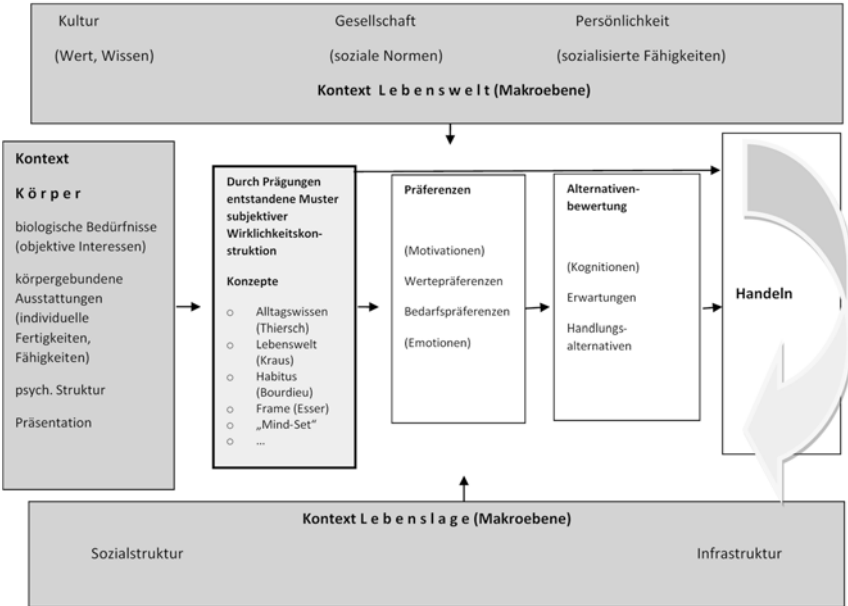 Kultur
Gesellschaft
Persönlichkeit
(Wert, Wissen)
(soziale Normen)
(sozialisierte Fähigkeiten)
Kontext L e b e n s w e l t (Makroebene)
Kontext
K ö r p e r
biologische Bedürfnisse
(objektive Interessen)
körpergebundene
Ausstattungen
(individuelle
Fertigkeiten,
Fähigkeiten)
psych. Struktur
Präsentation
Durch Prägungen
entstandene Muster
subjektiver
Wirklichkeitskon-
struktion
Konzepte
o Alltagswissen
(Thiersch)
o Lebenswelt
(Kraus)
o Habitus
(Bourdieu)
o Frame (Esser)
o „Mind-Set“
o ...
Präferenzen
(Motivationen)
Wertepräferenzen
Bedarfspräferenzen
(Emotionen)
Alternativen-
bewertung
(Kognitionen)
Erwartungen
Handlungs-
alternativen
Handeln
Kontext L e b e n s l a g e (Makroebene)
Sozialstruktur
Infrastruktur